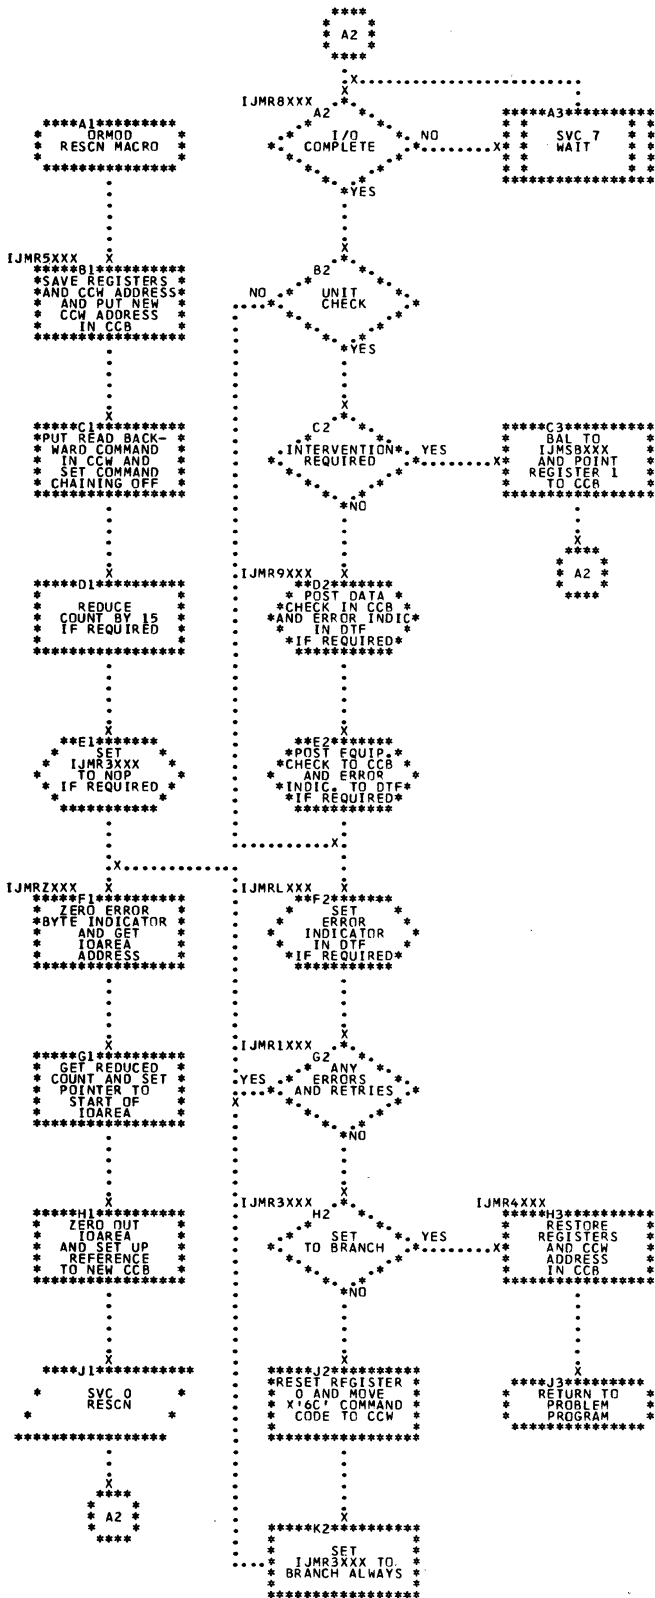 A2
IJMR8XXX
A1
ORMOD
RESCN MACRO
A2
I/O
COMPLETE
NO
A3
SVC 7
WAIT
YES
IJMR5XXX
B1
SAVE REGISTERS
AND CCW ADDRESS
AND PUT NEW
CCW ADDRESS
IN CCB
B2
NO
UNIT
CHECK
YES
C1
PUT READ BACK-
WARD COMMAND
IN CCW AND
SET COMMAND
CHAINING OFF
C2
INTERVENTION
REQUIRED
YES
C3
BAL TO
IJMSBXXX
AND POINT
REGISTER 1
TO CCB
NO
A2
D1
REDUCE
COUNT BY 15
IF REQUIRED
IJMR9XXX
D2
POST DATA
CHECK IN CCB
AND ERROR INDIC
IN DTF
IF REQUIRED
E1
SET
IJMR3XXX
TO NOP
IF REQUIRED
E2
POST EQUIP.
CHECK TO CCB
AND ERROR
INDIC. TO DTF
IF REQUIRED
IJMRZXXX
F1
ZERO ERROR
BYTE INDICATOR
AND GET
IOAREA
ADDRESS
IJMRLXXX
F2
SET
ERROR
INDICATOR
IN DTF
IF REQUIRED
G1
GET REDUCED
COUNT AND SET
POINTER TO
START OF
IOAREA
IJMR1XXX
G2
YES
ANY
ERRORS
AND RETRIES
NO
H1
ZERO OUT
IOAREA
AND SET UP
REFERENCE
TO NEW CCB
IJMR3XXX
H2
SET
TO BRANCH
YES
IJMR4XXX
H3
RESTORE
REGISTERS
AND CCW
ADDRESS
IN CCB
NO
J1
SVC 0
RESCN
J2
RESET REGISTER
0 AND MOVE
X'6C' COMMAND
CODE TO CCW
J3
RETURN TO
PROBLEM
PROGRAM
A2
K2
SET
IJMR3XXX TO
BRANCH ALWAYS